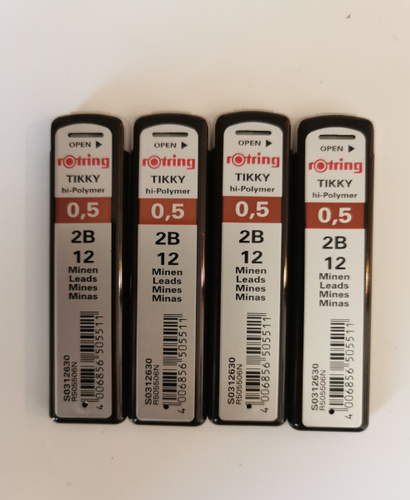 OPEN ▶
rotring
TIKKY
hi-Polymer
0,5
2B
12
Minen
Leads
Mines
Minas
S0312630
R505506N
4 006856 505511
OPEN ▶
rotring
TIKKY
hi-Polymer
0,5
2B
12
Minen
Leads
Mines
Minas
S0312630
R505506N
4 006856 505511
OPEN ▶
rotring
TIKKY
hi-Polymer
0,5
2B
12
Minen
Leads
Mines
Minas
S0312630
R505506N
4 006856 505511
OPEN ▶
rotring
TIKKY
hi-Polymer
0,5
2B
12
Minen
Leads
Mines
Minas
S0312630
R505506N
4 006856 505511